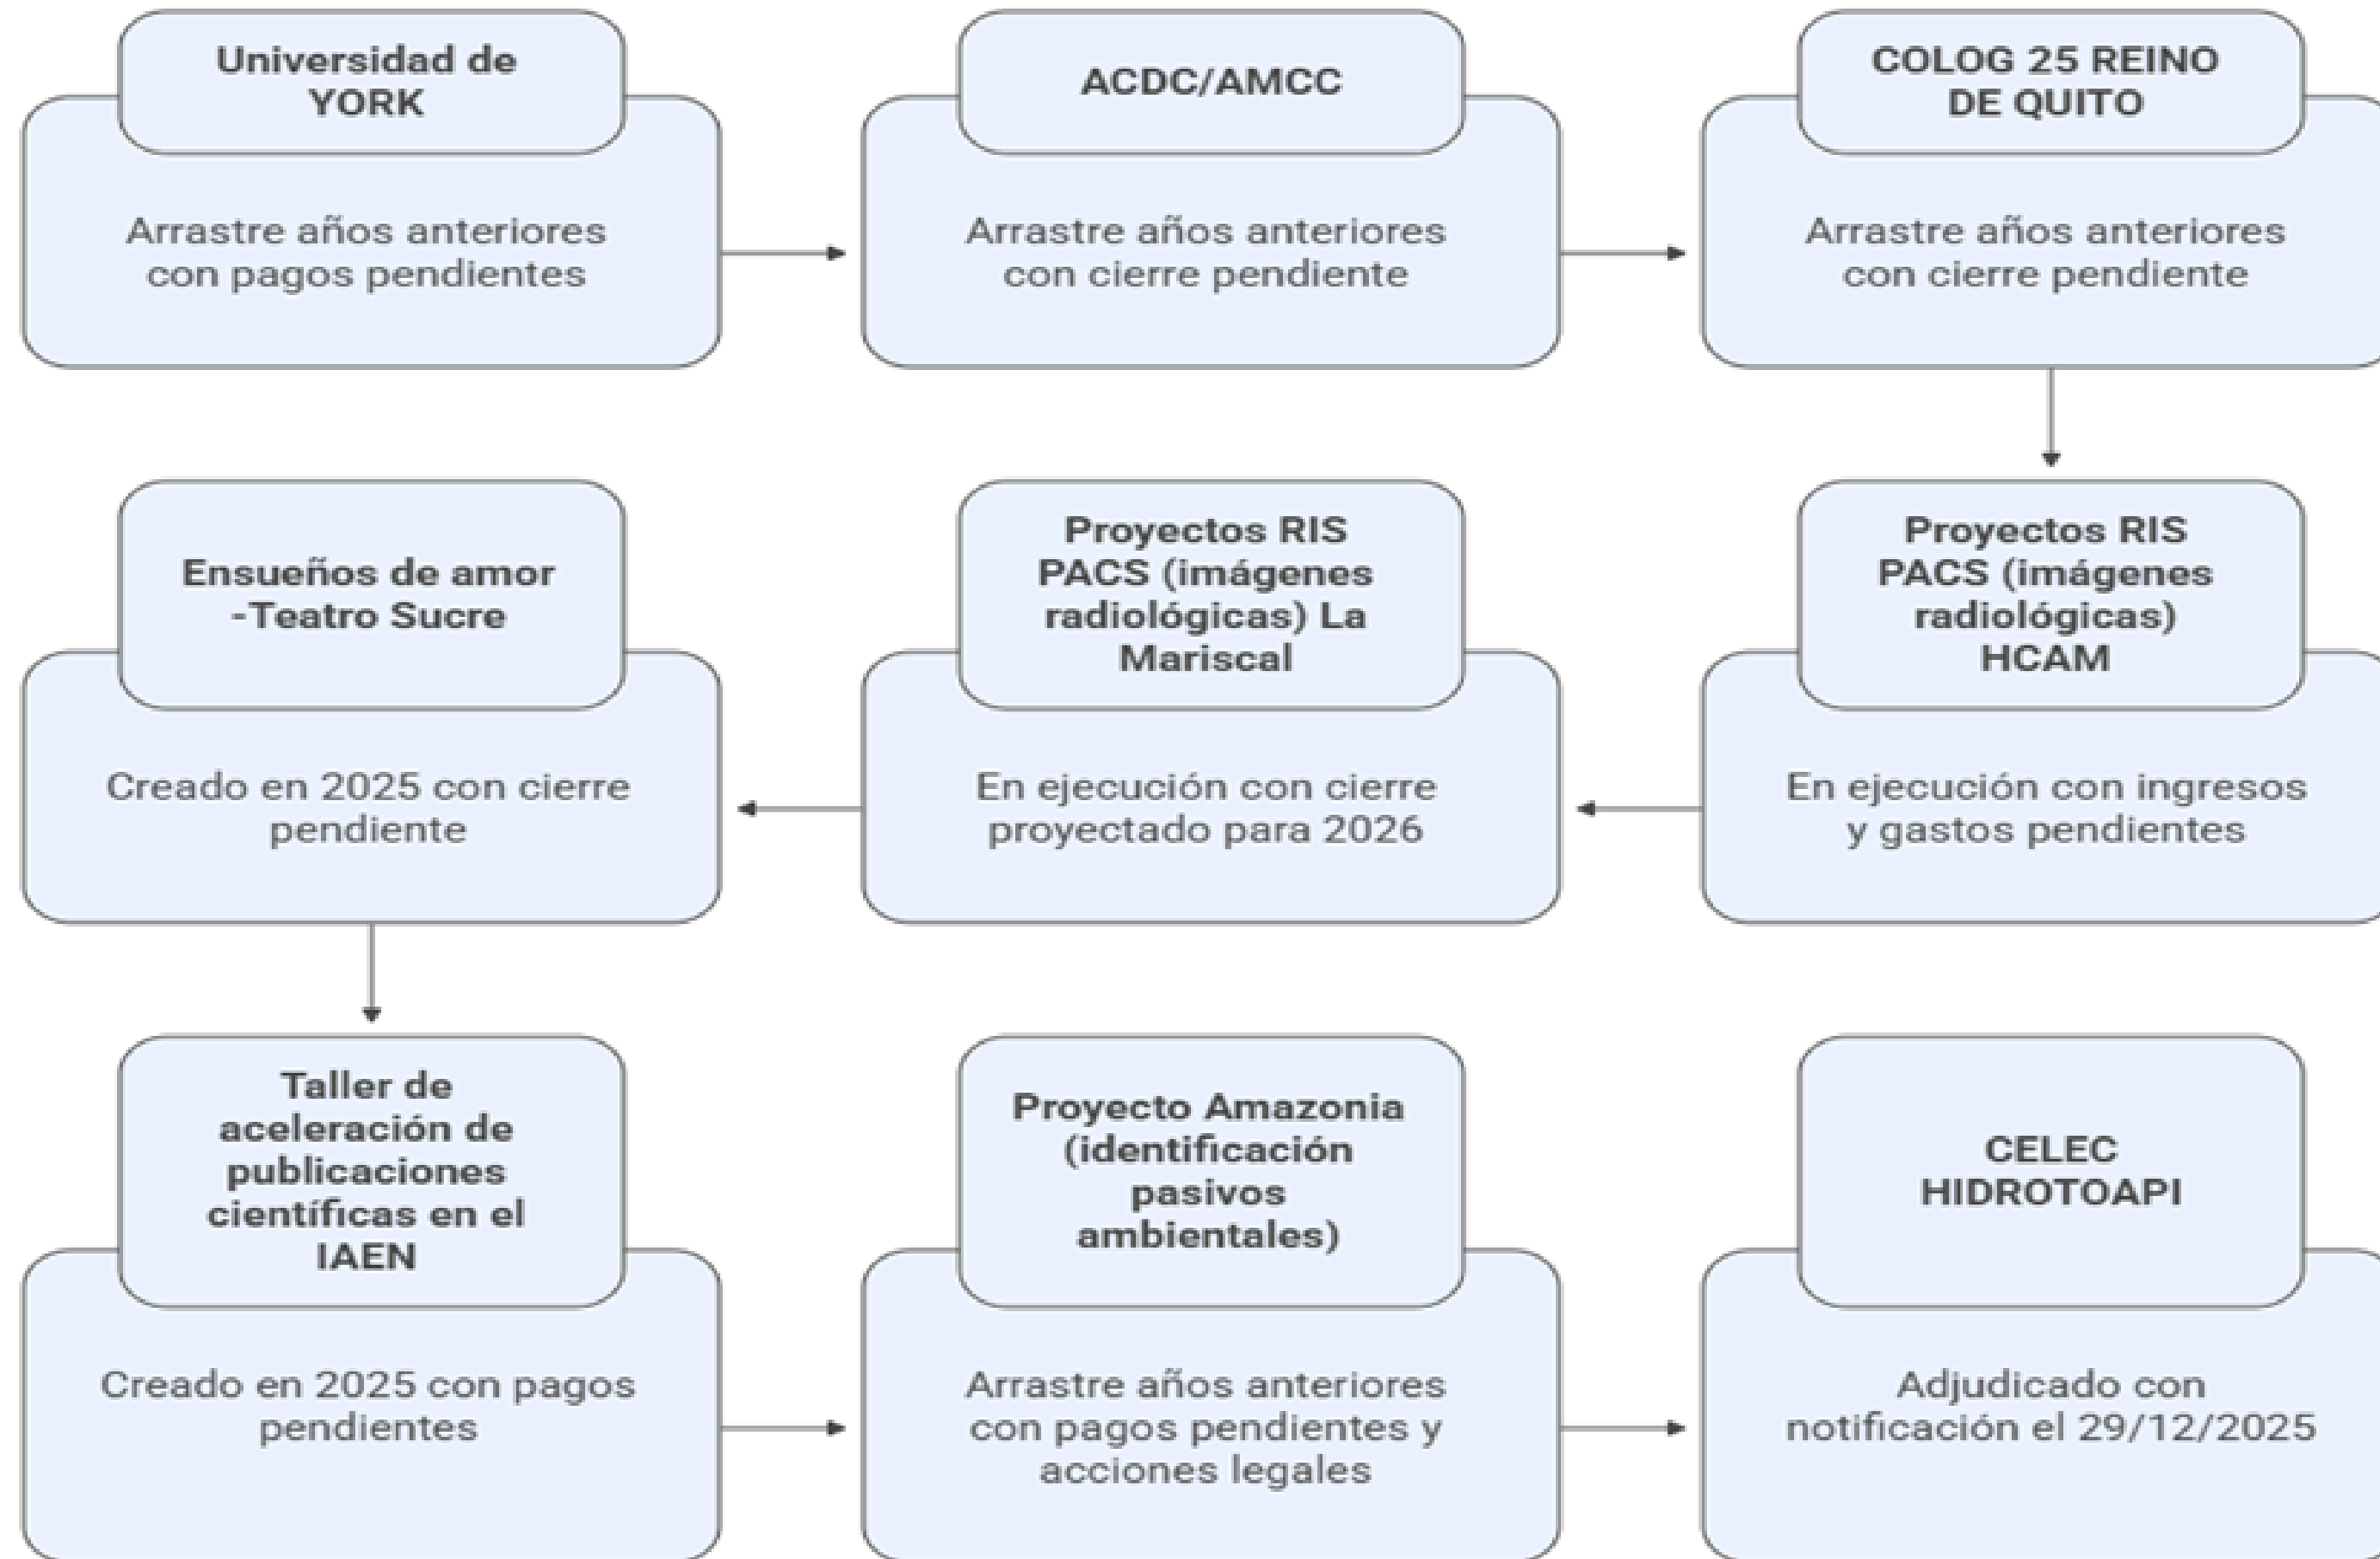 Universidad de
YORK
Arrastre años anteriores
con pagos pendientes
ACDC/AMCC
Arrastre años anteriores
con cierre pendiente
COLOG 25 REINO
DE QUITO
Arrastre años anteriores
con cierre pendiente
Proyectos RIS
PACS (imágenes
radiológicas)
HCAM
En ejecución con ingresos
y gastos pendientes
Proyectos RIS
PACS (imágenes
radiológicas) La
Mariscal
En ejecución con cierre
proyectado para 2026
Ensueños de amor
-Teatro Sucre
Creado en 2025 con cierre
pendiente
Taller de
aceleración de
publicaciones
científicas en el
IAEN
Creado en 2025 con pagos
pendientes
Proyecto Amazonia
(identificación
pasivos
ambientales)
Arrastre años anteriores
con pagos pendientes y
acciones legales
CELEC
HIDROTOAPI
Adjudicado con
notificación el 29/12/2025